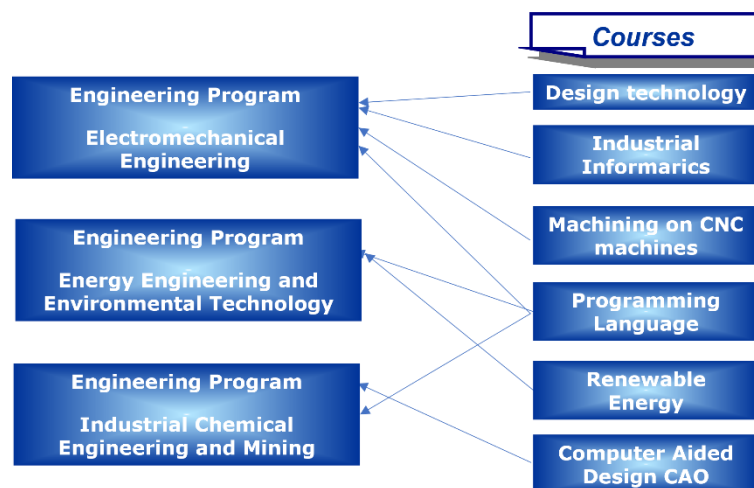 Courses
Engineering Program
Electromechanical
Engineering
Engineering Program
Energy Engineering and
Environmental Technology
Engineering Program
Industrial Chemical
Engineering and Mining
Design technology
Industrial
Informarics
Machining on CNC
machines
Programming
Language
Renewable
Energy
Computer Aided
Design CAO